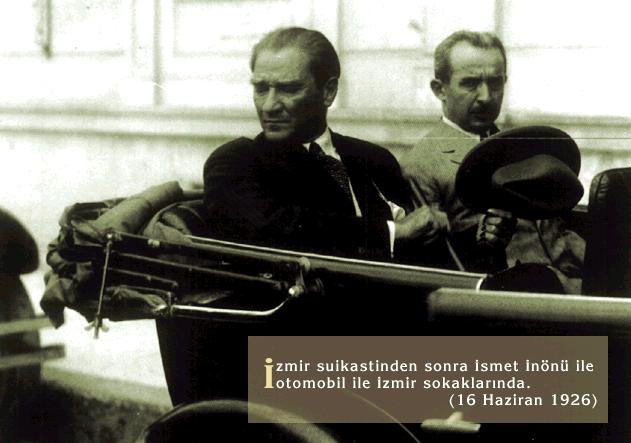 İzmir suikastinden sonra İsmet İnönü ile
otomobil ile İzmir sokaklarında.
(16 Haziran 1926)